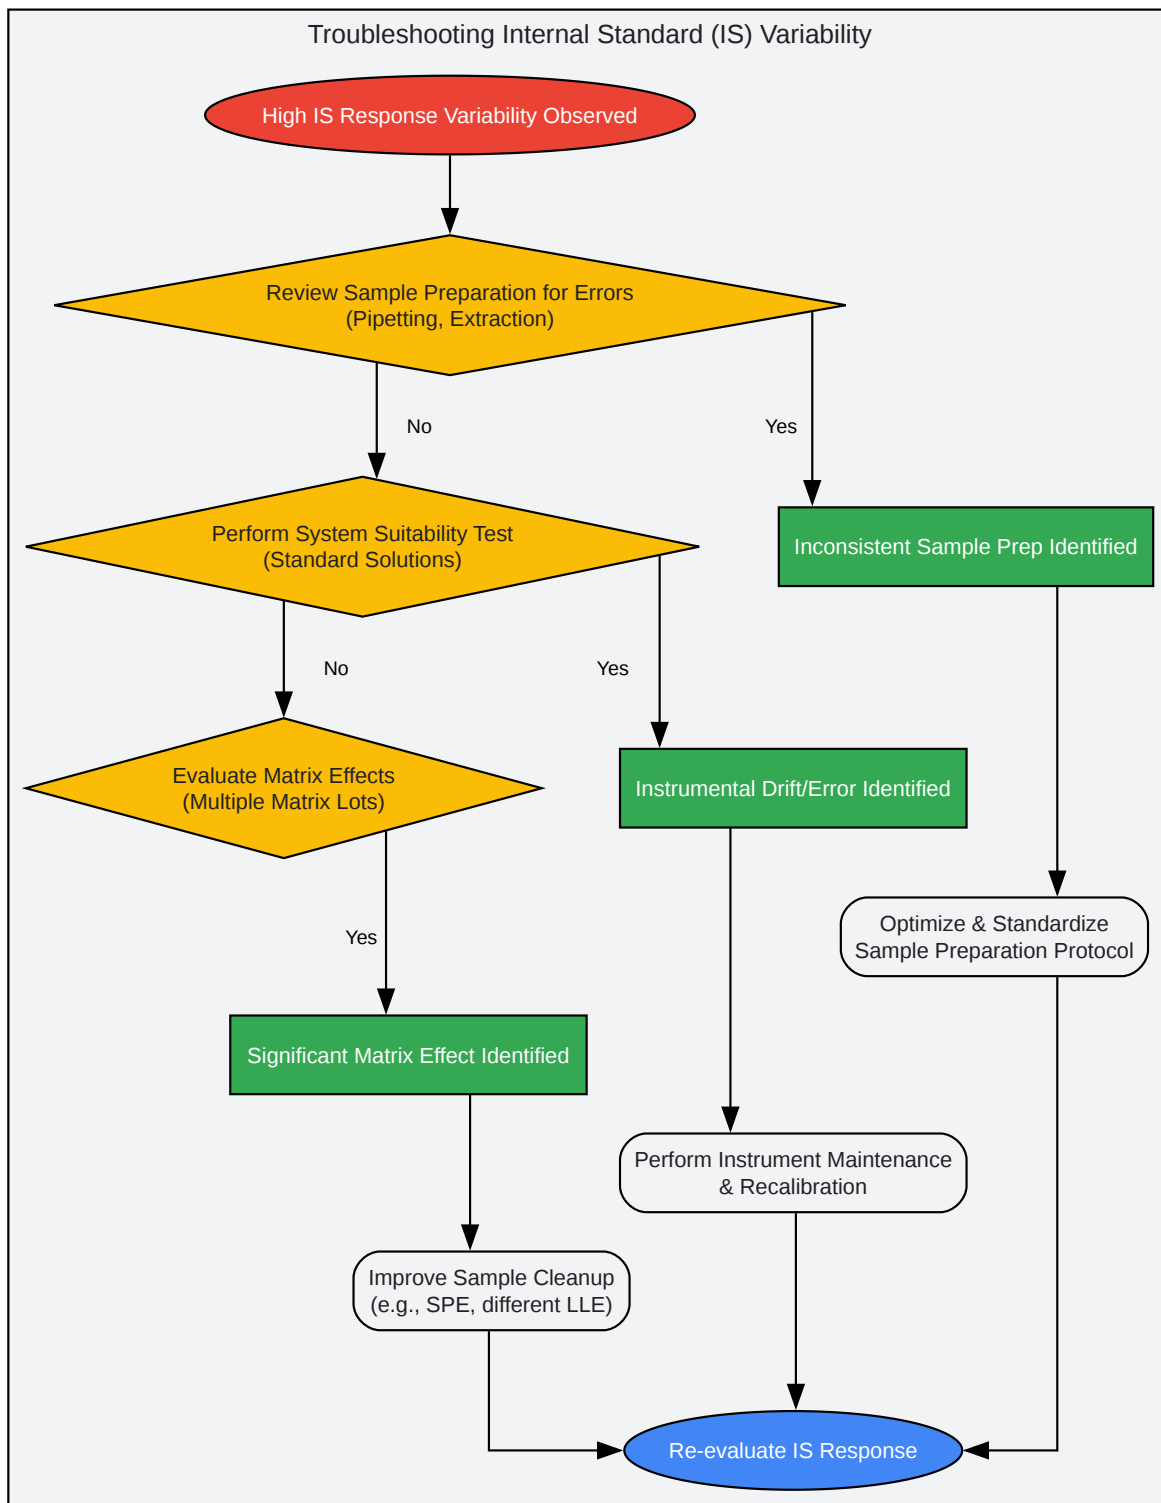 Troubleshooting Internal Standard (IS) Variability
High IS Response Variability Observed
Review Sample Preparation for Errors
(Pipetting, Extraction)
No
Yes
Perform System Suitability Test
(Standard Solutions)
Inconsistent Sample Prep Identified
No
Yes
Evaluate Matrix Effects
(Multiple Matrix Lots)
Instrumental Drift/Error Identified
Yes
Optimize & Standardize
Sample Preparation Protocol
Significant Matrix Effect Identified
Perform Instrument Maintenance
& Recalibration
Improve Sample Cleanup
(e.g., SPE, different LLE)
Re-evaluate IS Response